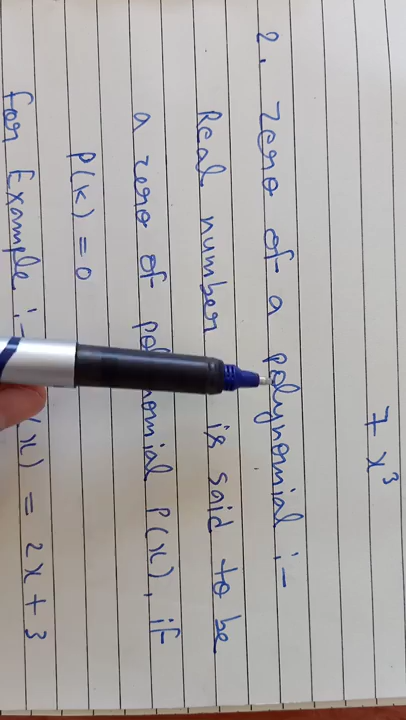 7x³
2. Zero of a polynomial :-
Real number is said to be
a zero of polynomial P(x), if
P(k) = 0
for Example :- (x) = 2x + 3